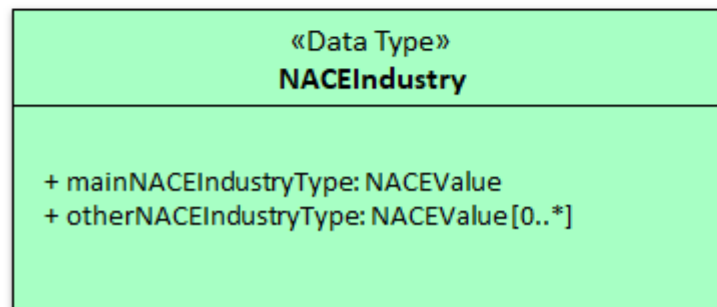 «Data Type»
NACEIndustry
+ mainNACEIndustryType: NACEValue
+ otherNACEIndustryType: NACEValue[0..*]